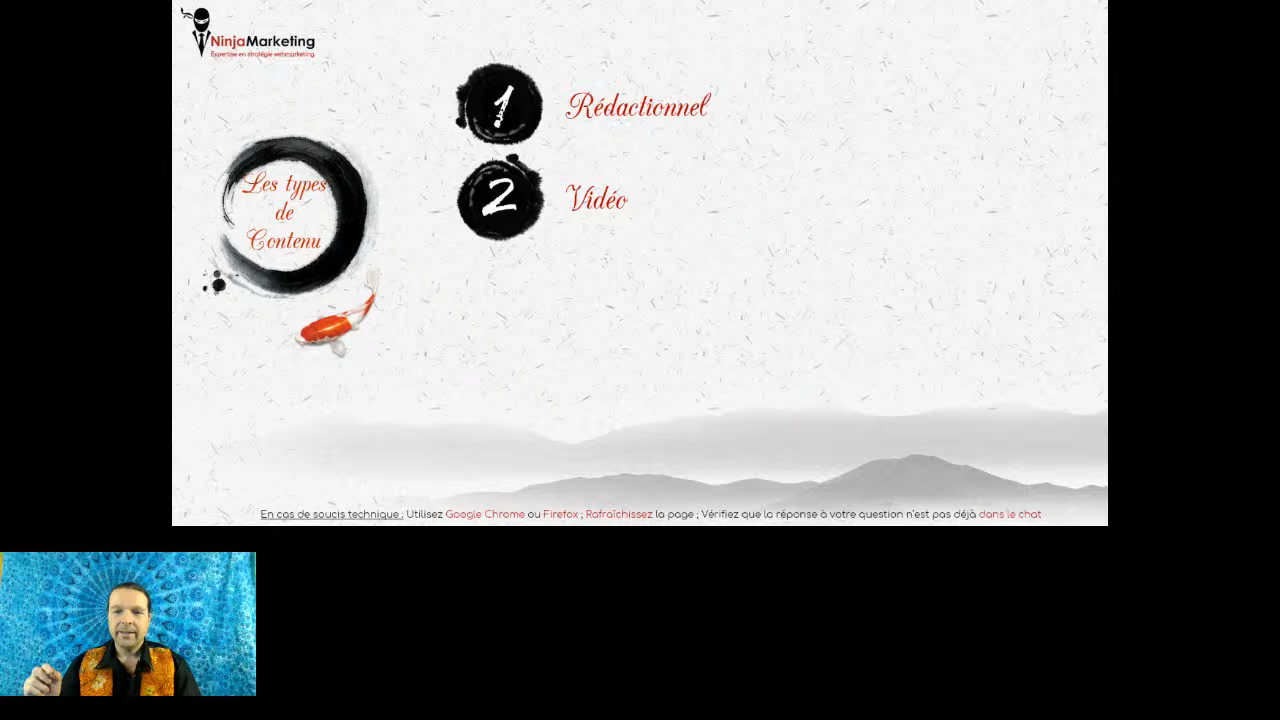 NinjaMarketing
Expertise en stratégie webmarketing
1
Rédactionnel
Les types
de
Contenu
2
Vidéo
En cas de soucis technique : Utilisez Google Chrome ou Firefox ; Rafraîchissez la page ; Vérifiez que la réponse à votre question n'est pas déjà dans le chat